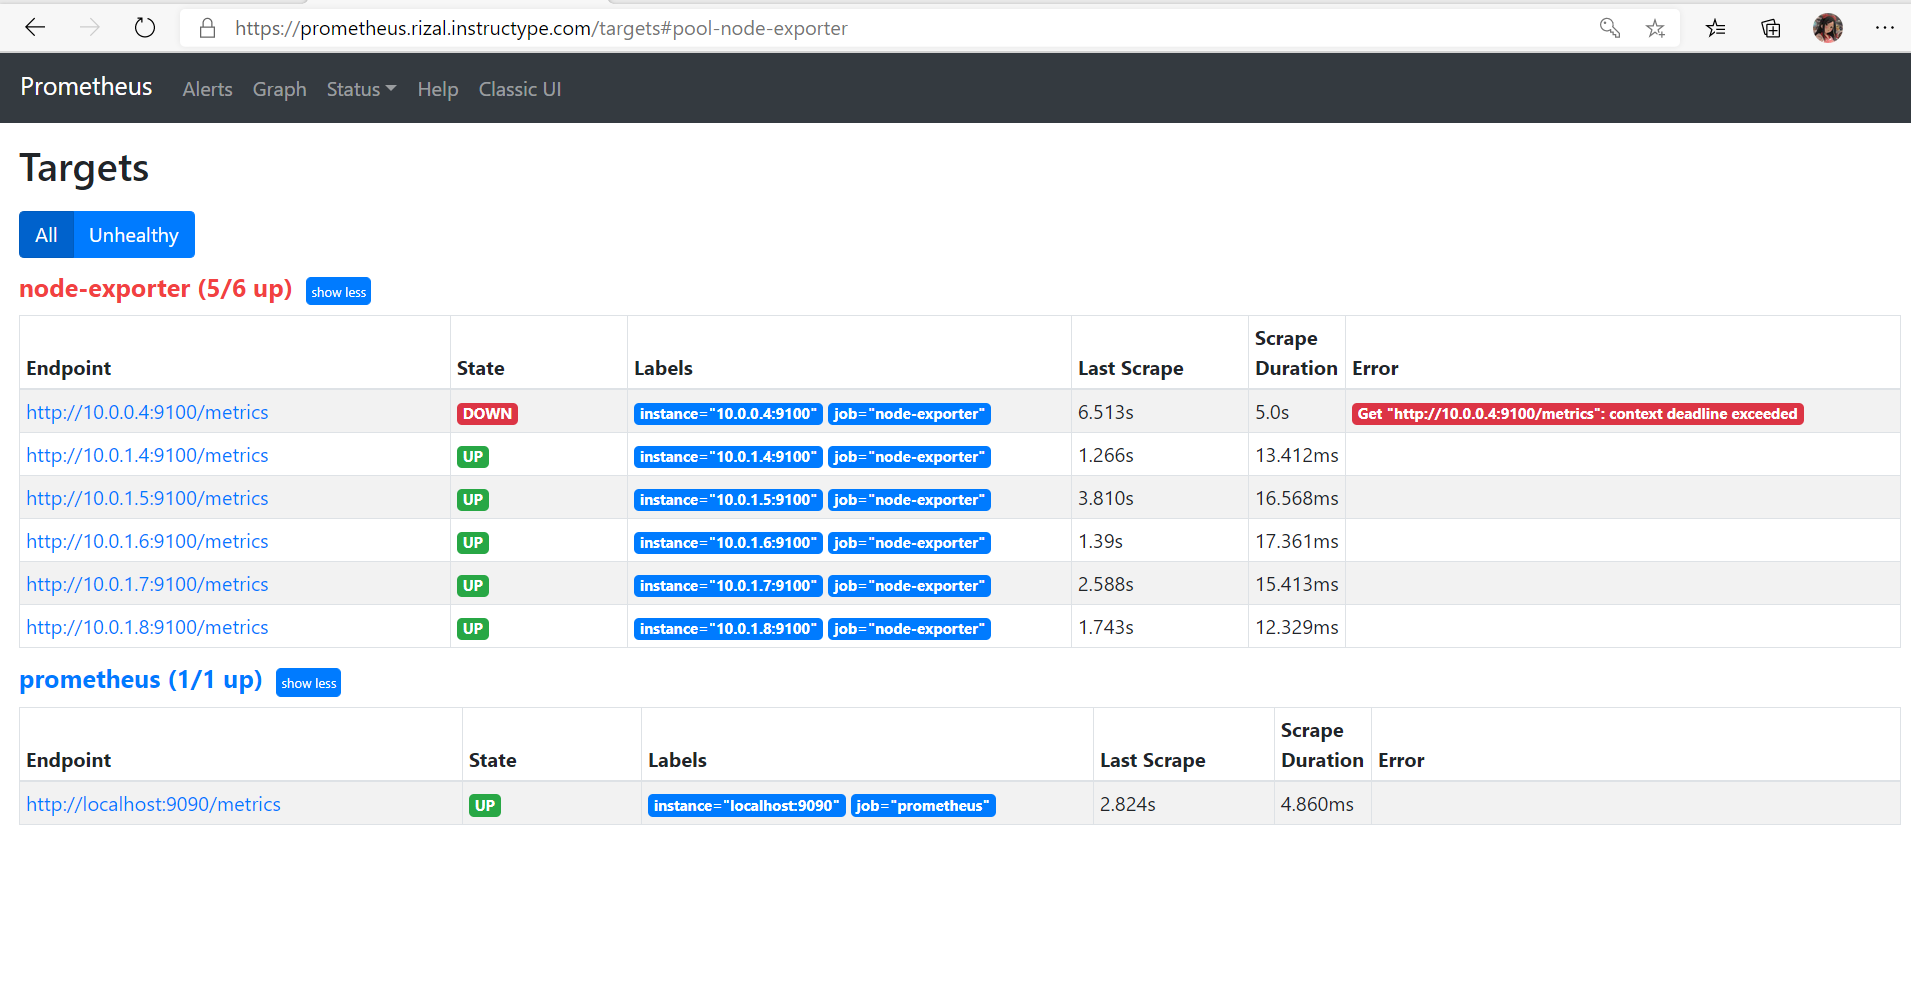 https://prometheus.rizal.instructype.com/targets#pool-node-exporter
Prometheus Alerts Graph Status Help Classic UI
Targets
All Unhealthy
node-exporter (5/6 up) show less
Endpoint State Labels Last Scrape Scrape Duration Error
http://10.0.0.4:9100/metrics DOWN instance="10.0.0.4:9100" job="node-exporter" 6.513s 5.0s Get "http://10.0.0.4:9100/metrics": context deadline exceeded
http://10.0.1.4:9100/metrics UP instance="10.0.1.4:9100" job="node-exporter" 1.266s 13.412ms
http://10.0.1.5:9100/metrics UP instance="10.0.1.5:9100" job="node-exporter" 3.810s 16.568ms
http://10.0.1.6:9100/metrics UP instance="10.0.1.6:9100" job="node-exporter" 1.39s 17.361ms
http://10.0.1.7:9100/metrics UP instance="10.0.1.7:9100" job="node-exporter" 2.588s 15.413ms
http://10.0.1.8:9100/metrics UP instance="10.0.1.8:9100" job="node-exporter" 1.743s 12.329ms
prometheus (1/1 up) show less
Endpoint State Labels Last Scrape Scrape Duration Error
http://localhost:9090/metrics UP instance="localhost:9090" job="prometheus" 2.824s 4.860ms